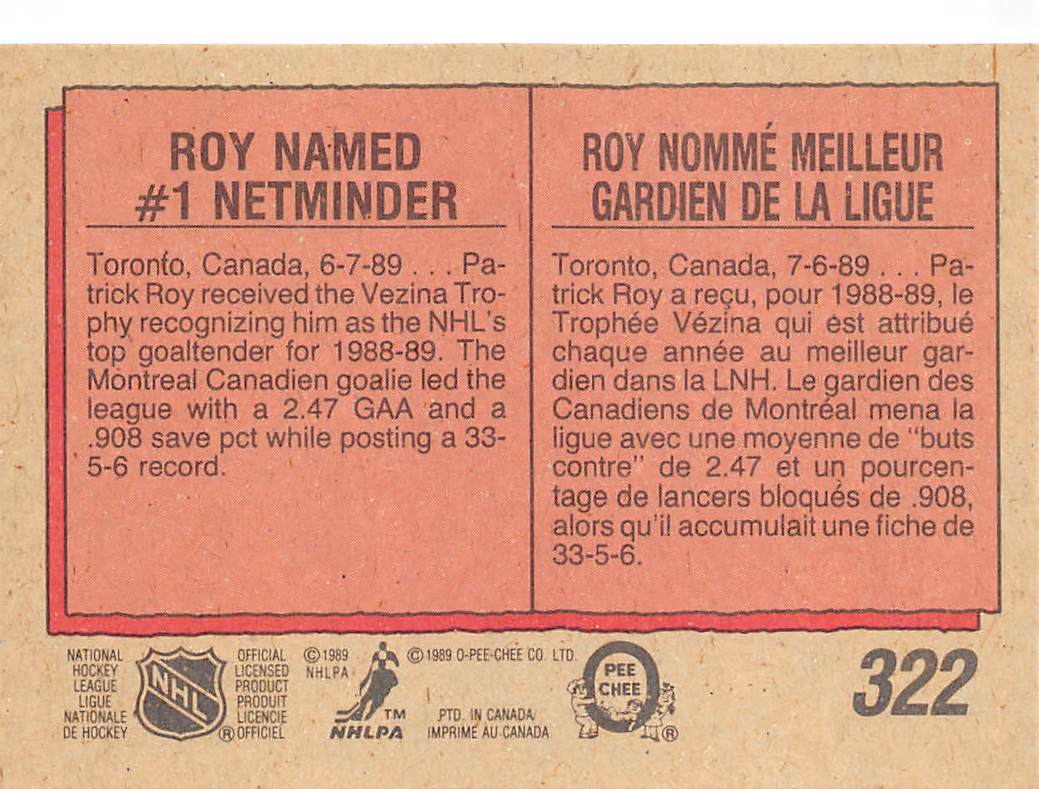 ROY NAMED
#1 NETMINDER
Toronto, Canada, 6-7-89 . . . Pa-
trick Roy received the Vezina Tro-
phy recognizing him as the NHL's
top goaltender for 1988-89. The
Montreal Canadien goalie led the
league with a 2.47 GAA and a
.908 save pct while posting a 33-
5-6 record.
ROY NOMMÉ MEILLEUR
GARDIEN DE LA LIGUE
Toronto, Canada, 7-6-89 . . . Pa-
trick Roy a reçu, pour 1988-89, le
Trophée Vézina qui est attribué
chaque année au meilleur gar-
dien dans la LNH. Le gardien des
Canadiens de Montréal mena la
ligue avec une moyenne de "buts
contre" de 2.47 et un pourcen-
tage de lancers bloqués de .908,
alors qu'il accumulait une fiche de
33-5-6.
NATIONAL
HOCKEY
LEAGUE
LIGUE
NATIONALE
DE HOCKEY
NHL
®
OFFICIAL
LICENSED
PRODUCT
PRODUIT
LICENCIE
OFFICIEL
© 1989
NHLPA
TM
NHLPA
© 1989 O-PEE-CHEE CO. LTD.
PTD. IN CANADA/
IMPRIMÉ AU CANADA
PEE
CHEE
®
322